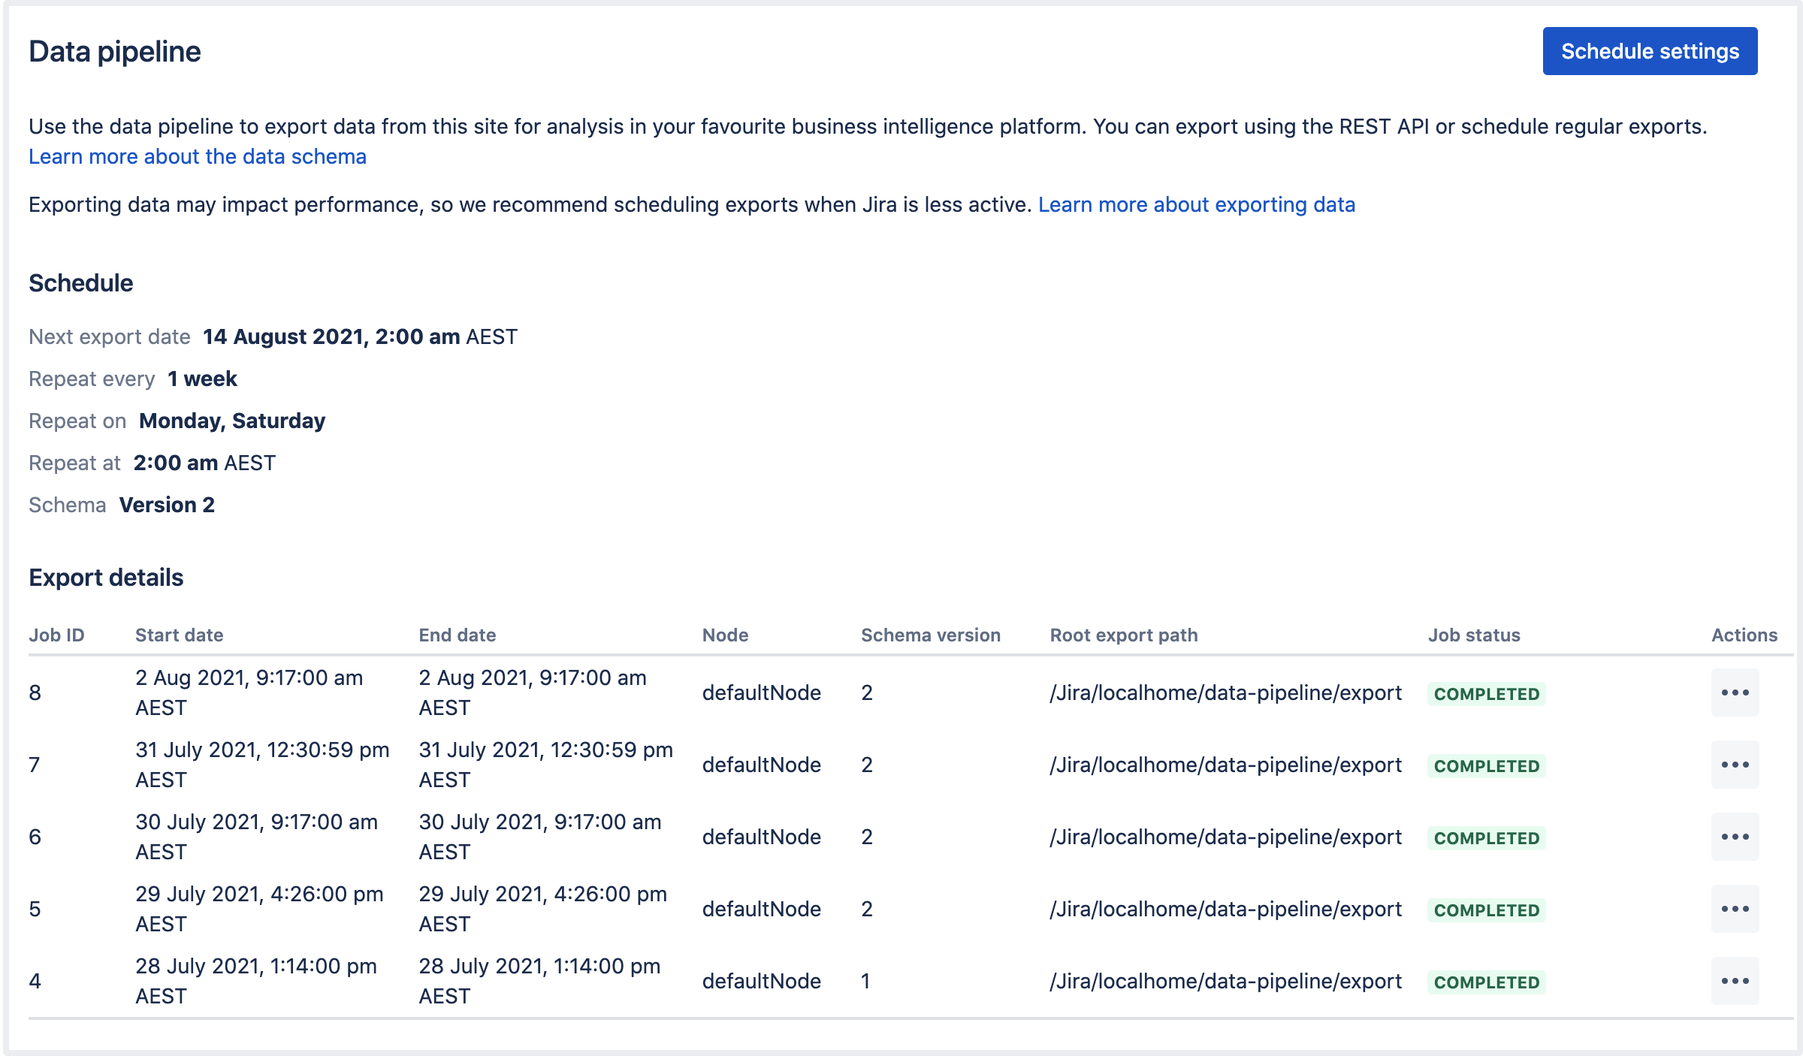 Data pipeline
Schedule settings
Use the data pipeline to export data from this site for analysis in your favourite business intelligence platform. You can export using the REST API or schedule regular exports.
Learn more about the data schema
Exporting data may impact performance, so we recommend scheduling exports when Jira is less active. Learn more about exporting data
Schedule
Next export date 14 August 2021, 2:00 am AEST
Repeat every 1 week
Repeat on Monday, Saturday
Repeat at 2:00 am AEST
Schema Version 2
Export details
Job ID Start date End date Node Schema version Root export path Job status Actions
8 2 Aug 2021, 9:17:00 am AEST 2 Aug 2021, 9:17:00 am AEST defaultNode 2 /Jira/localhome/data-pipeline/export COMPLETED
7 31 July 2021, 12:30:59 pm AEST 31 July 2021, 12:30:59 pm AEST defaultNode 2 /Jira/localhome/data-pipeline/export COMPLETED
6 30 July 2021, 9:17:00 am AEST 30 July 2021, 9:17:00 am AEST defaultNode 2 /Jira/localhome/data-pipeline/export COMPLETED
5 29 July 2021, 4:26:00 pm AEST 29 July 2021, 4:26:00 pm AEST defaultNode 2 /Jira/localhome/data-pipeline/export COMPLETED
4 28 July 2021, 1:14:00 pm AEST 28 July 2021, 1:14:00 pm AEST defaultNode 1 /Jira/localhome/data-pipeline/export COMPLETED